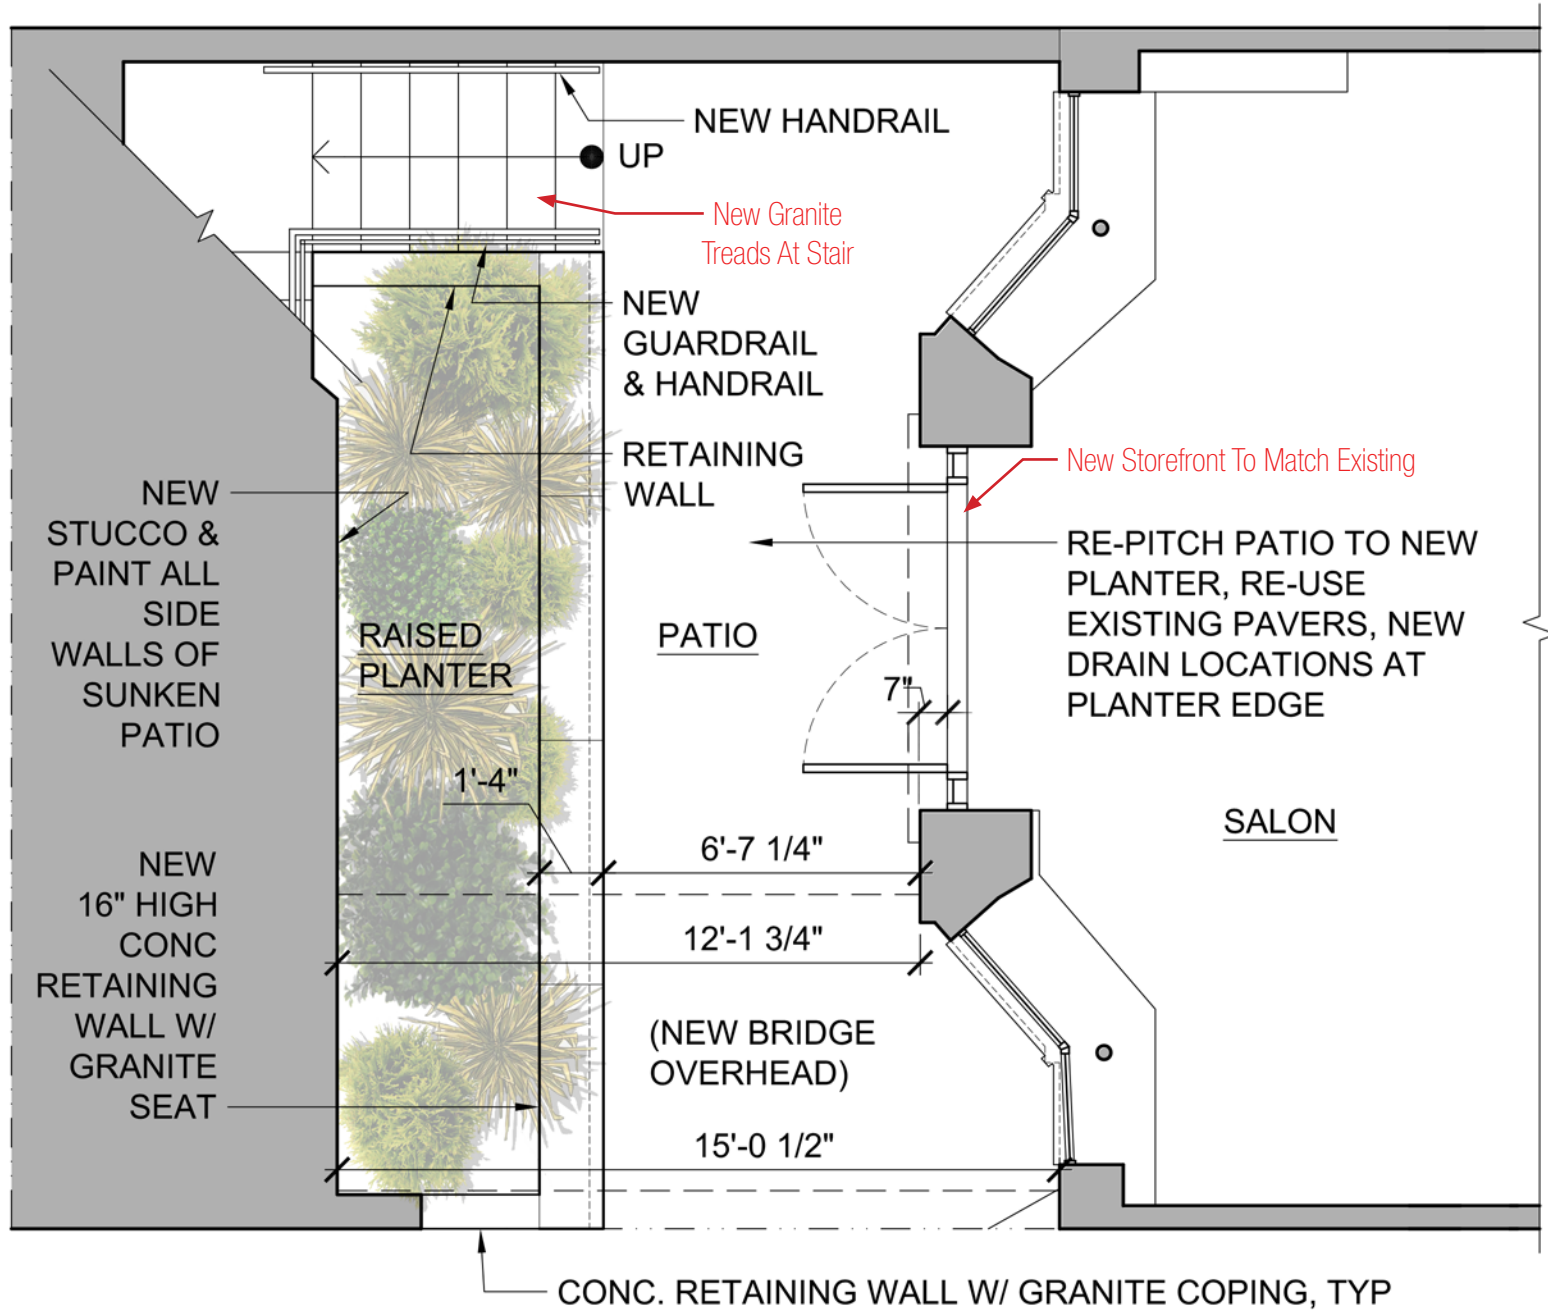 NEW HANDRAIL
UP
New Granite
Treads At Stair
NEW
GUARDRAIL
& HANDRAIL
RETAINING
WALL
New Storefront To Match Existing
NEW
STUCCO &
PAINT ALL
SIDE
WALLS OF
SUNKEN
PATIO
RE-PITCH PATIO TO NEW
PLANTER, RE-USE
EXISTING PAVERS, NEW
DRAIN LOCATIONS AT
PLANTER EDGE
RAISED
PLANTER
PATIO
7"
1'-4"
SALON
6'-7 1/4"
NEW
16" HIGH
CONC
RETAINING
WALL W/
GRANITE
SEAT
12'-1 3/4"
(NEW BRIDGE
OVERHEAD)
15'-0 1/2"
CONC. RETAINING WALL W/ GRANITE COPING, TYP